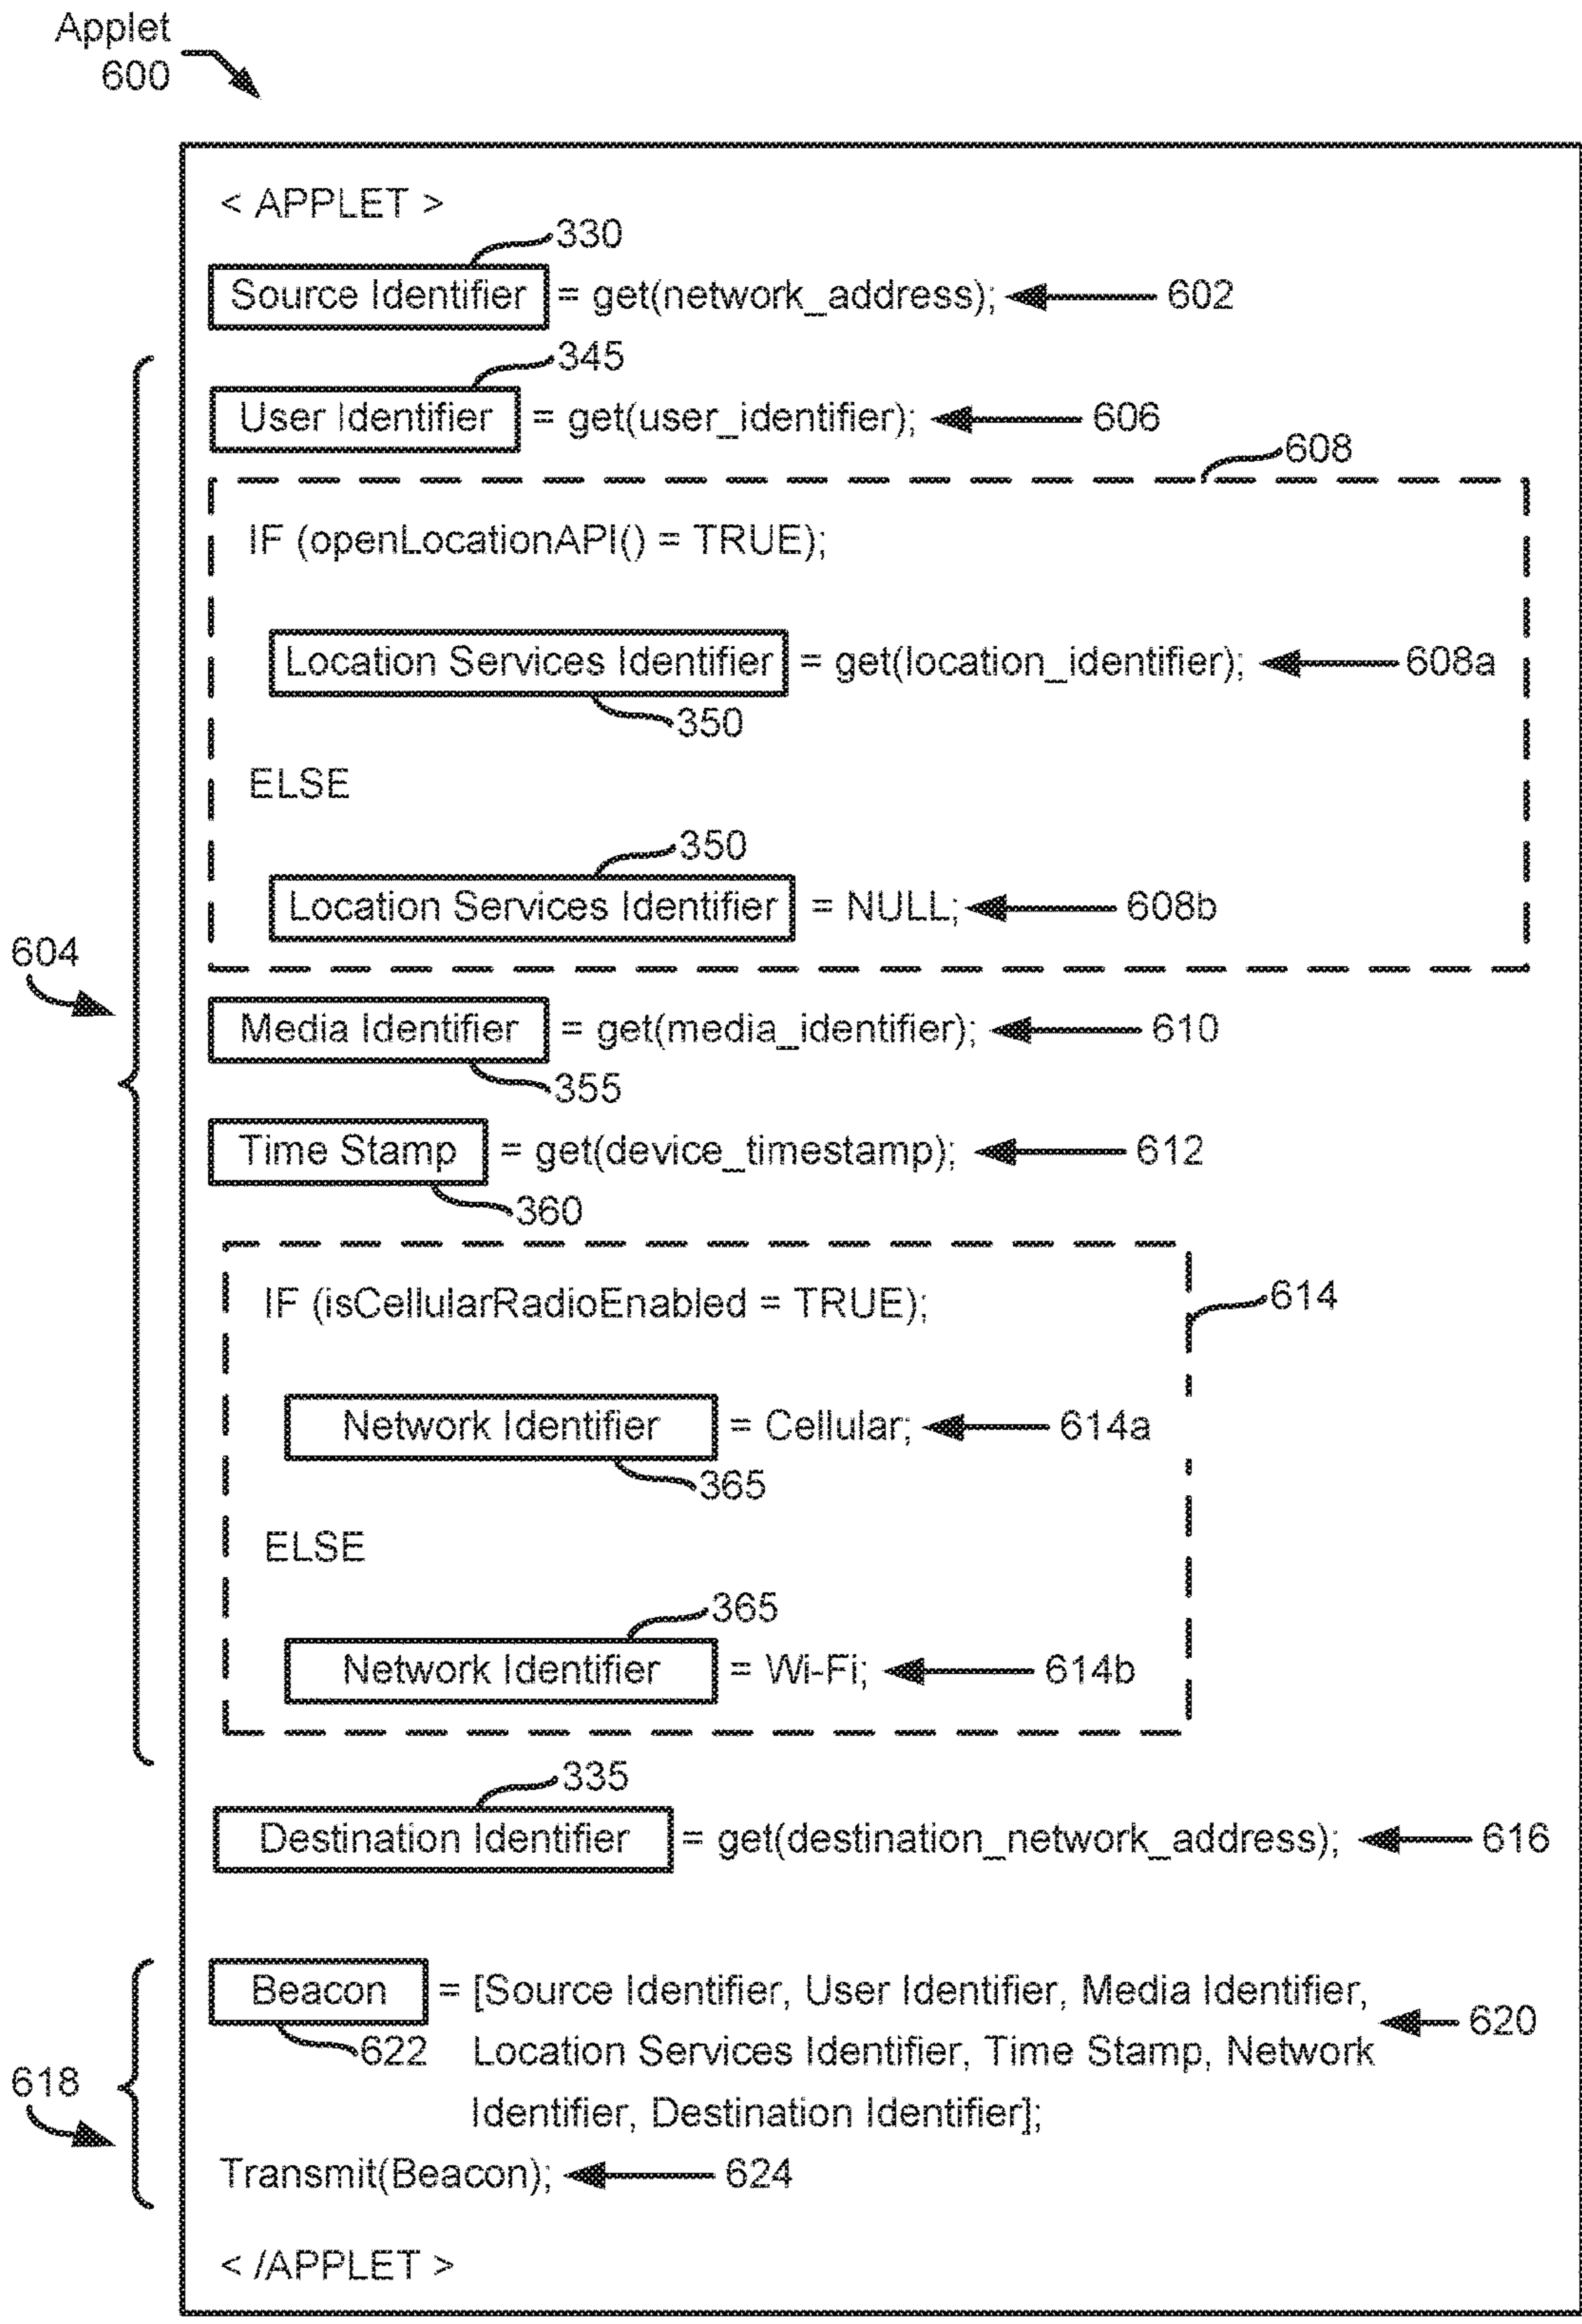 Applet
600
< APPLET >
330
Source Identifier = get(network_address); 602
345
User Identifier = get(user_identifier); 606
608
IF (openLocationAPI() = TRUE);
Location Services Identifier = get(location_identifier); 608a
350
ELSE
350
Location Services Identifier = NULL; 608b
604
Media Identifier = get(media_identifier); 610
355
Time Stamp = get(device_timestamp); 612
360
IF (isCellularRadioEnabled = TRUE);
614
Network Identifier = Cellular; 614a
365
ELSE
365
Network Identifier = Wi-Fi; 614b
335
Destination Identifier = get(destination_network_address); 616
Beacon = [Source Identifier, User Identifier, Media Identifier,
620
622 Location Services Identifier, Time Stamp, Network
618
Identifier, Destination Identifier];
Transmit(Beacon); 624
< /APPLET >